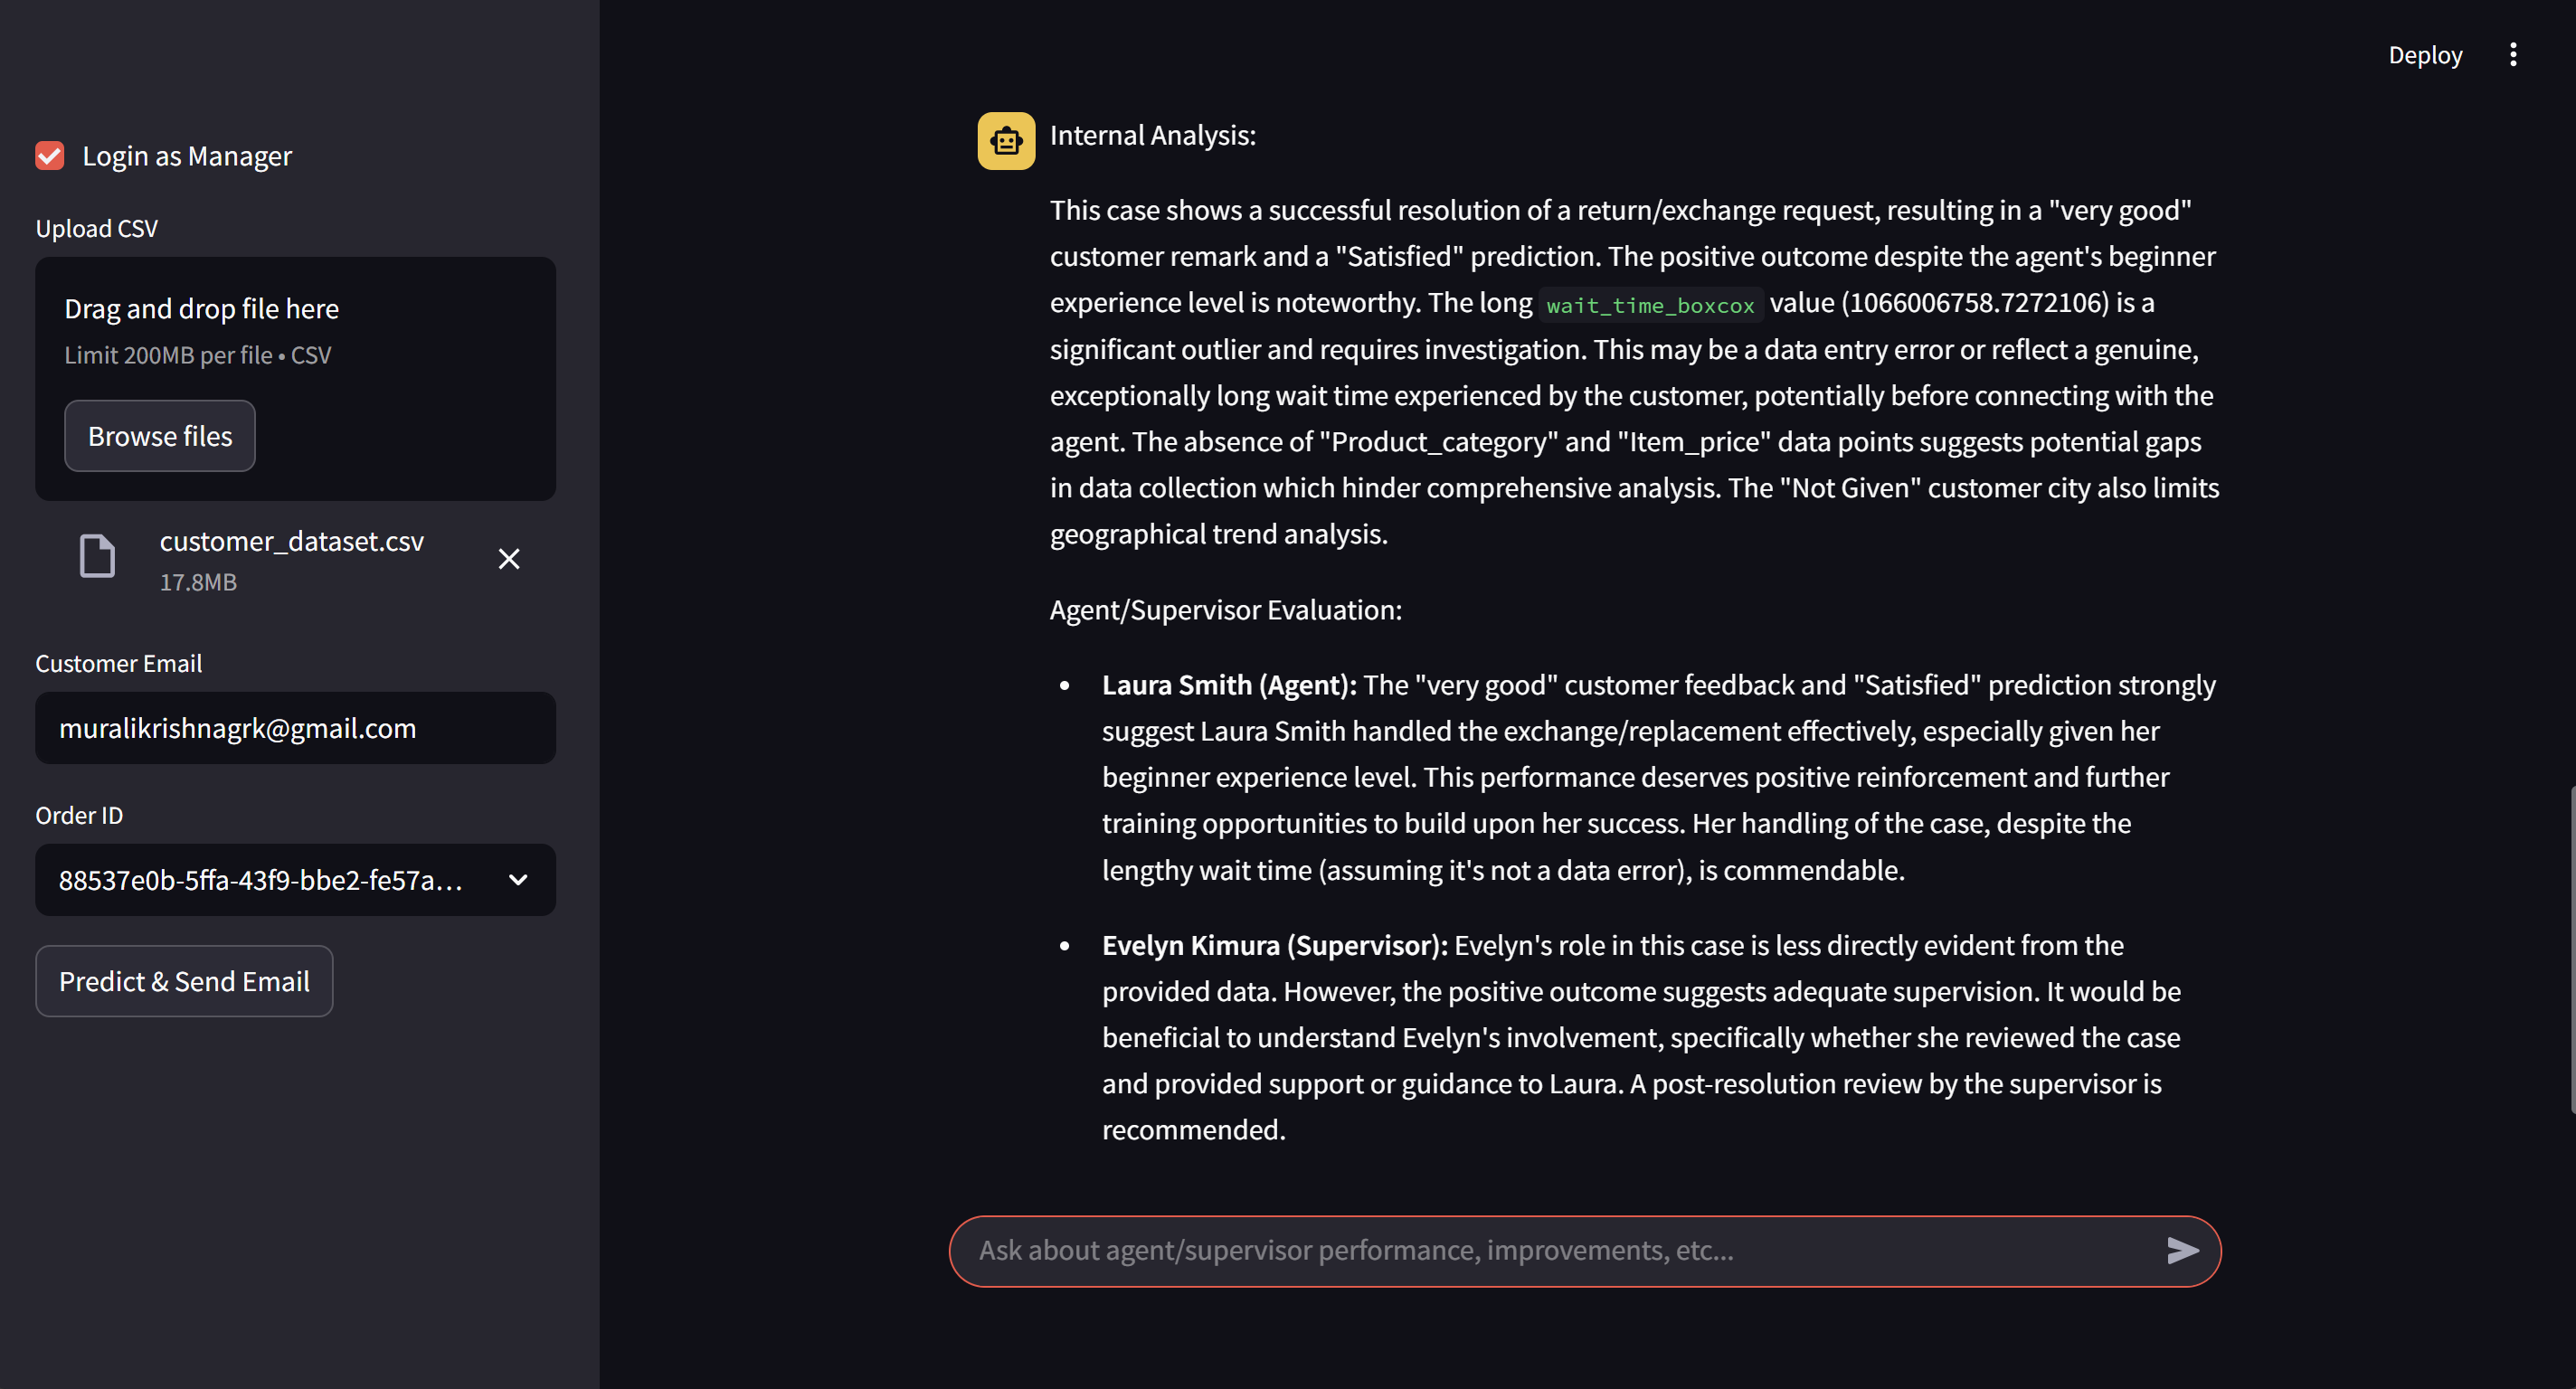 Deploy
Login as Manager
Upload CSV
Drag and drop file here
Limit 200MB per file • CSV
Browse files
customer_dataset.csv
17.8MB
Customer Email
muralikrishnagrk@gmail.com
Order ID
88537e0b-5ffa-43f9-bbe2-fe57a...
Predict & Send Email
Internal Analysis:
This case shows a successful resolution of a return/exchange request, resulting in a "very good"
customer remark and a "Satisfied" prediction. The positive outcome despite the agent's beginner
experience level is noteworthy. The long wait_time_boxcox value (1066006758.7272106) is a
significant outlier and requires investigation. This may be a data entry error or reflect a genuine,
exceptionally long wait time experienced by the customer, potentially before connecting with the
agent. The absence of "Product_category" and "Item_price" data points suggests potential gaps
in data collection which hinder comprehensive analysis. The "Not Given" customer city also limits
geographical trend analysis.
Agent/Supervisor Evaluation:
• Laura Smith (Agent): The "very good" customer feedback and "Satisfied" prediction strongly
suggest Laura Smith handled the exchange/replacement effectively, especially given her
beginner experience level. This performance deserves positive reinforcement and further
training opportunities to build upon her success. Her handling of the case, despite the
lengthy wait time (assuming it's not a data error), is commendable.
• Evelyn Kimura (Supervisor): Evelyn's role in this case is less directly evident from the
provided data. However, the positive outcome suggests adequate supervision. It would be
beneficial to understand Evelyn's involvement, specifically whether she reviewed the case
and provided support or guidance to Laura. A post-resolution review by the supervisor is
recommended.
Ask about agent/supervisor performance, improvements, etc...